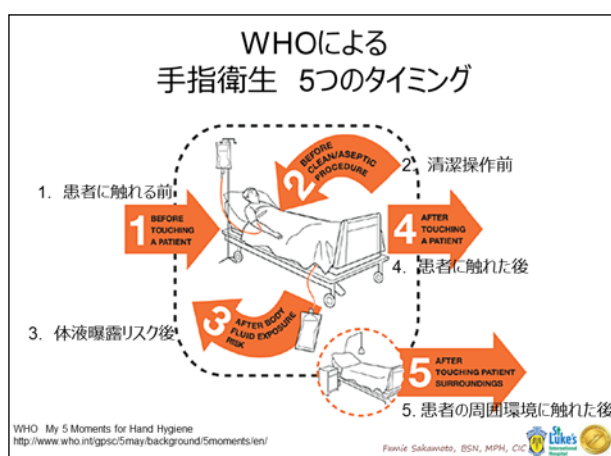 WHOによる
手指衛生 5つのタイミング
1. 患者に触れる前
1 BEFORE
TOUCHING
A PATIENT
2
BEFORE
CLEAN/ASEPTIC
PROCEDURE
2. 清潔操作前
4 AFTER
TOUCHING
A PATIENT
4. 患者に触れた後
3
AFTER BODY
FLUID EXPOSURE
RISK
3. 体液曝露リスク後
5 AFTER
TOUCHING PATIENT
SURROUNDINGS
5. 患者の周囲環境に触れた後
WHO My 5 Moments for Hand Hygiene
http://www.who.int/gpsc/5may/background/5moments/en/
Fumie Sakamoto, BSN, MPH, CIC
St. Luke's
International
Hospital